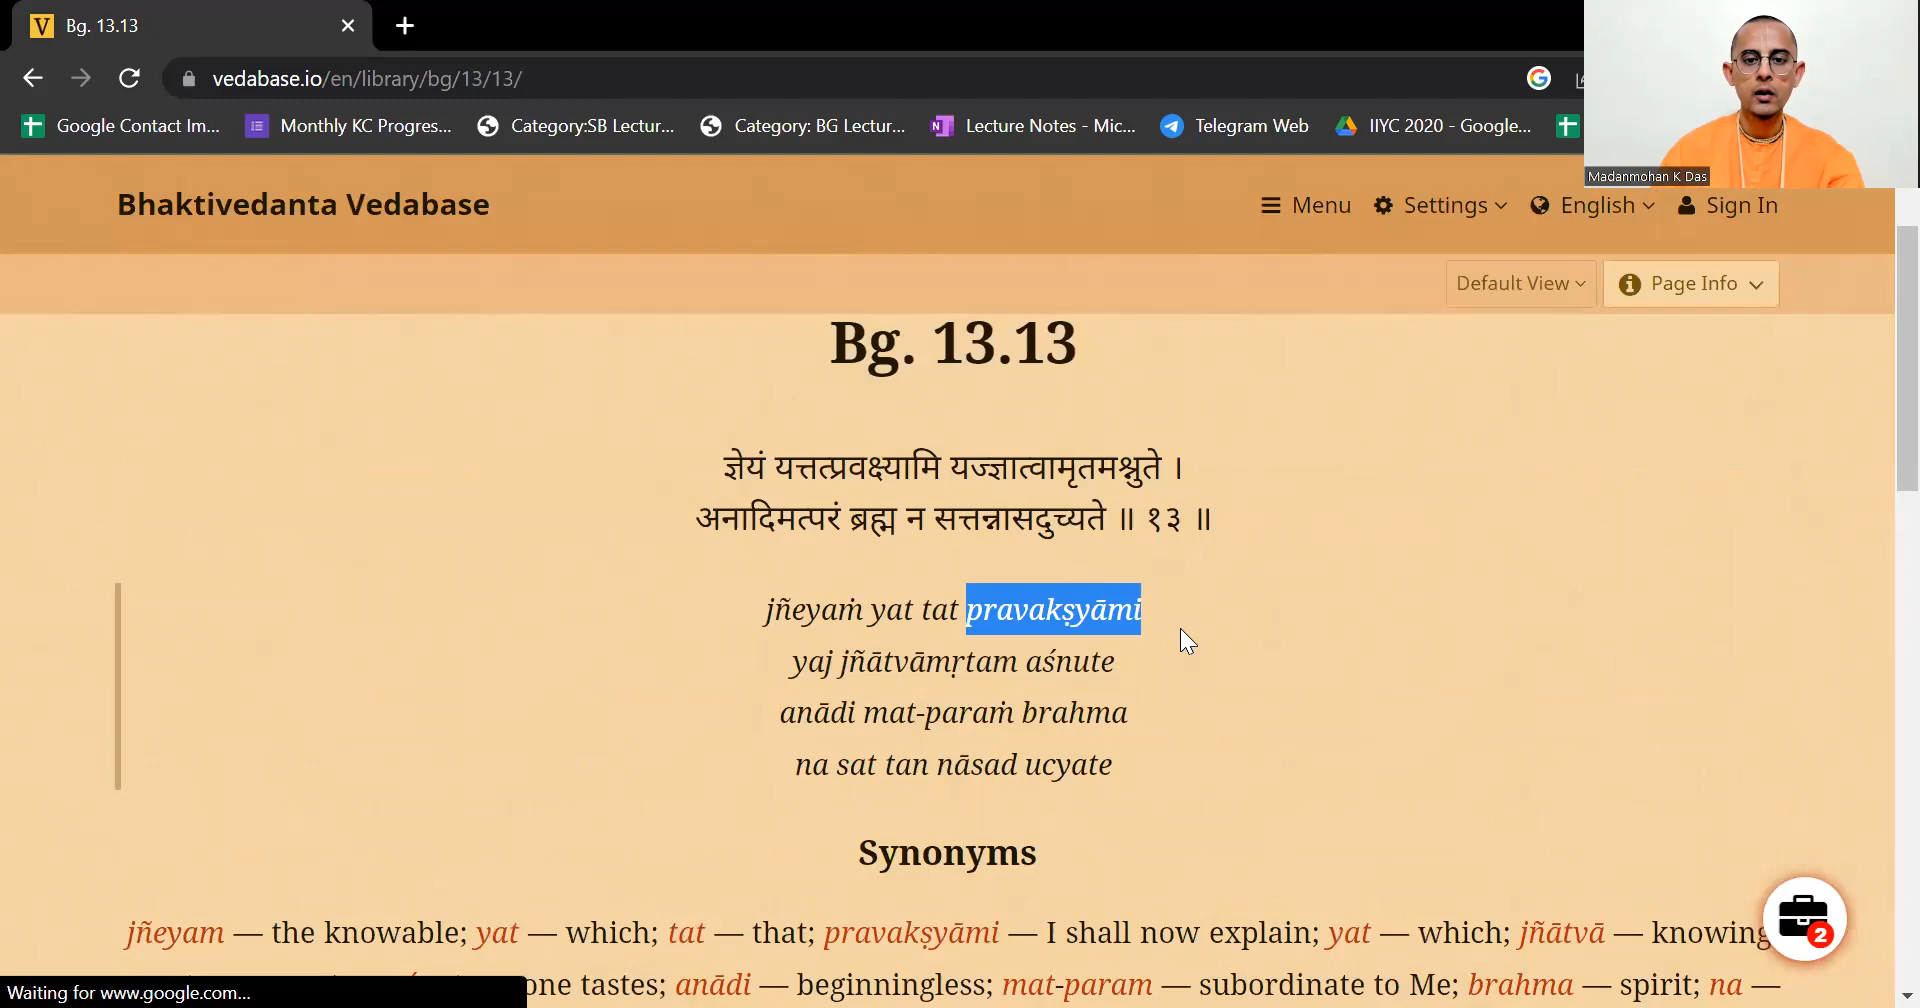 Bg. 13.13
vedabase.io/en/library/bg/13/13/
Google Contact Im... Monthly KC Progres... Category:SB Lectur... Category: BG Lectur... Lecture Notes - Mic... Telegram Web IIYC 2020 - Google...
Madanmohan K Das
Bhaktivedanta Vedabase Menu Settings English Sign In
Default View Page Info
Bg. 13.13
ज्ञेयं यत्तत्प्रवक्ष्यामि यज्ज्ञात्वामृतमश्न‍ुते ।
अनादिमत्परं ब्रह्म न सत्तन्नासदुच्यते ॥ १३ ॥
jñeyaṁ yat tat pravakṣyāmi
yaj jñātvāmṛtam aśnute
anādi mat-paraṁ brahma
na sat tan nāsad ucyate
Synonyms
jñeyam — the knowable; yat — which; tat — that; pravakṣyāmi — I shall now explain; yat — which; jñātvā — knowing
one tastes; anādi — beginningless; mat-param — subordinate to Me; brahma — spirit; na —
2
Waiting for www.google.com...